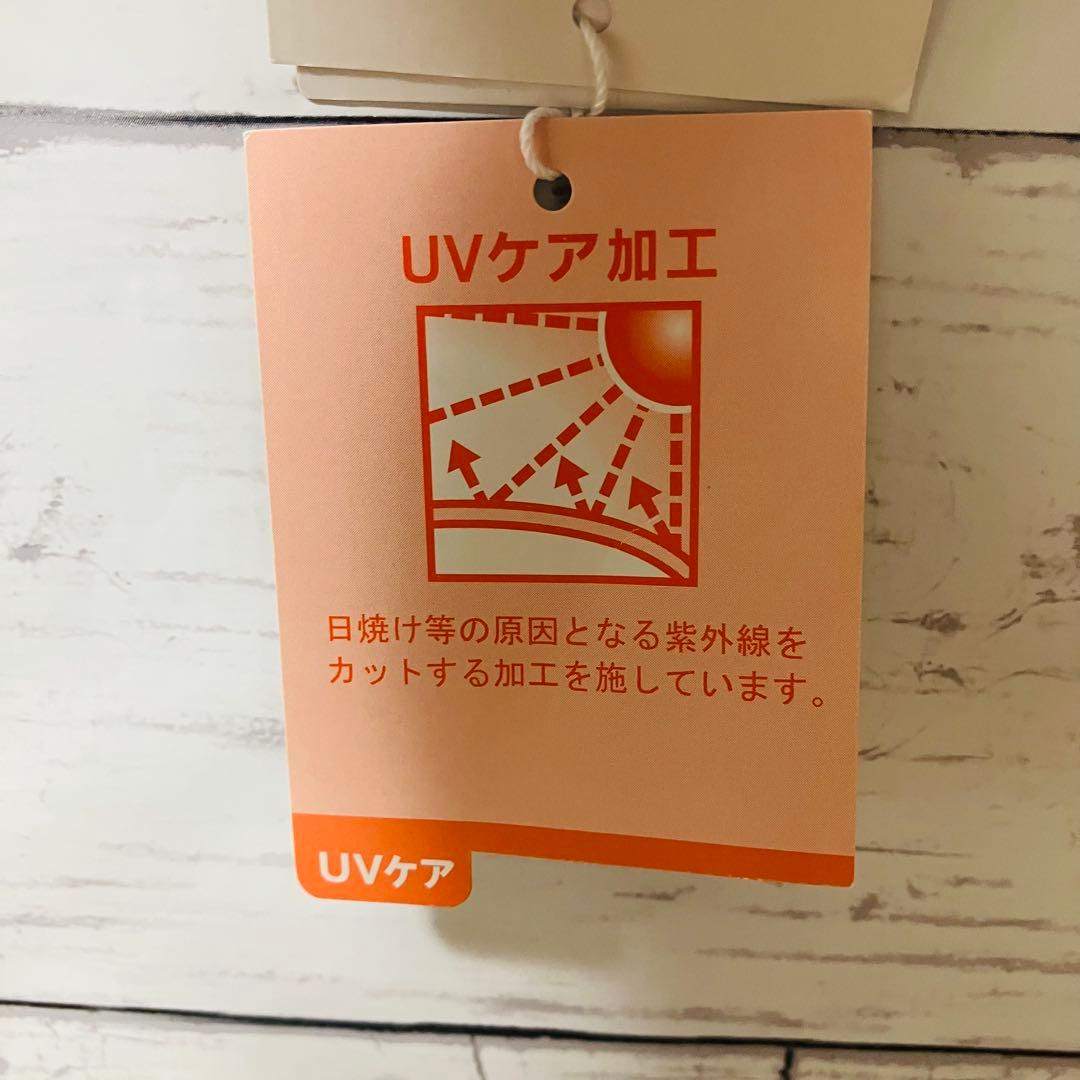 UVケア加工
日焼け等の原因となる紫外線を
カットする加工を施しています。
UVケア